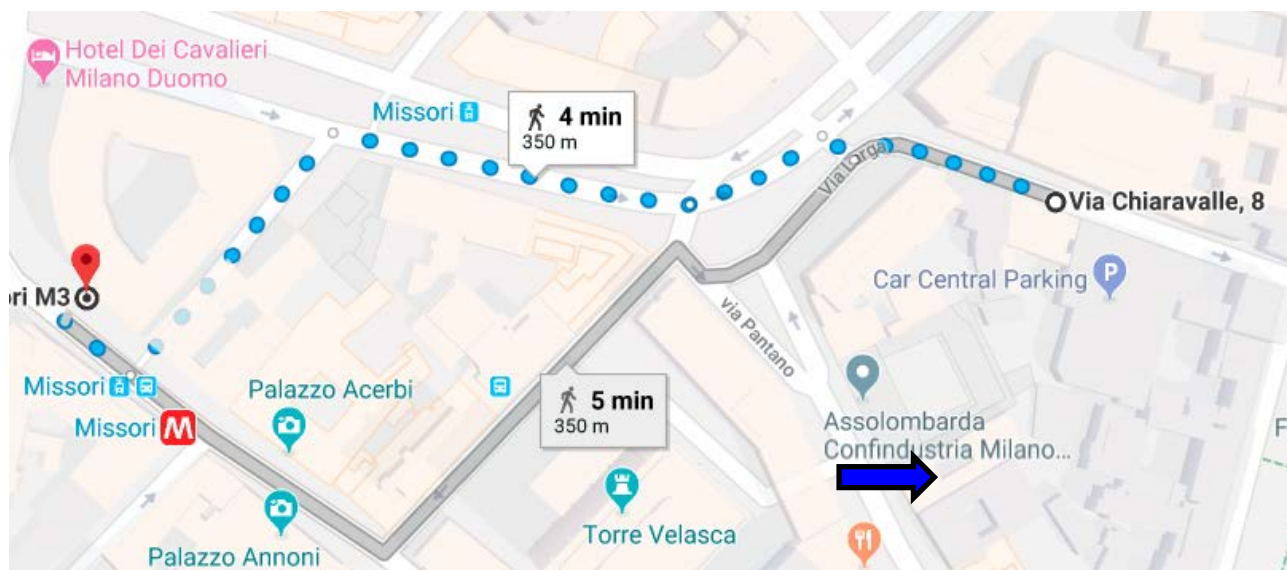 Hotel Dei Cavalieri
Milano Duomo
Missori
4 min
350 m
Via Larga
Via Chiaravalle, 8
ori M3
Car Central Parking
P
via Pantano
Missori
Palazzo Acerbi
5 min
350 m
Missori M
Assolombarda
Confindustria Milano...
F
Torre Velasca
Palazzo Annoni